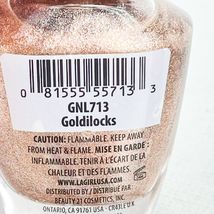 0 81555 55713 3
GNL713
Goldilocks
CAUTION: FLAMMABLE. KEEP AWAY
FROM HEAT & FLAME. MISE EN GARDE :
INFLAMMABLE. TENIR À L'ÉCART DE LA
CHALEUR ET DES FLAMMES.
WWW.LAGIRLUSA.COM
DISTRIBUTED BY / DISTRIBUÉ PAR :
BEAUTY 21 COSMETICS, INC.
ONTARIO, CA 91761 USA